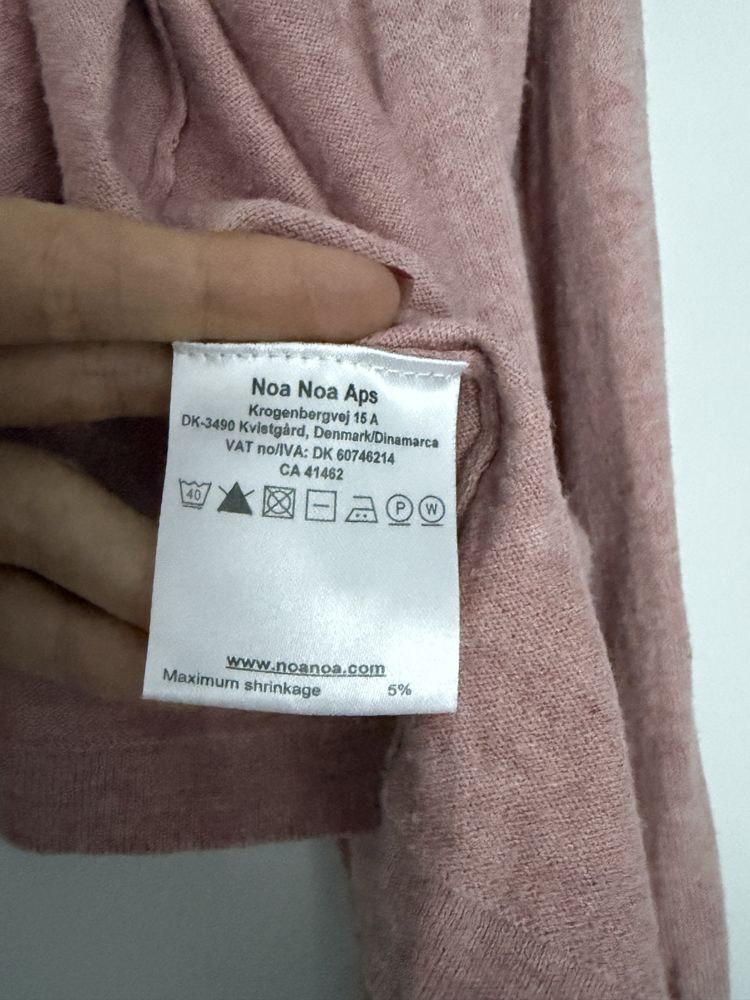 Noa Noa Aps
Krogenbergvej 15 A
DK-3490 Kvistgård, Denmark/Dinamarca
VAT no/IVA: DK 60746214
CA 41462
40 P W
www.noanoa.com
Maximum shrinkage 5%